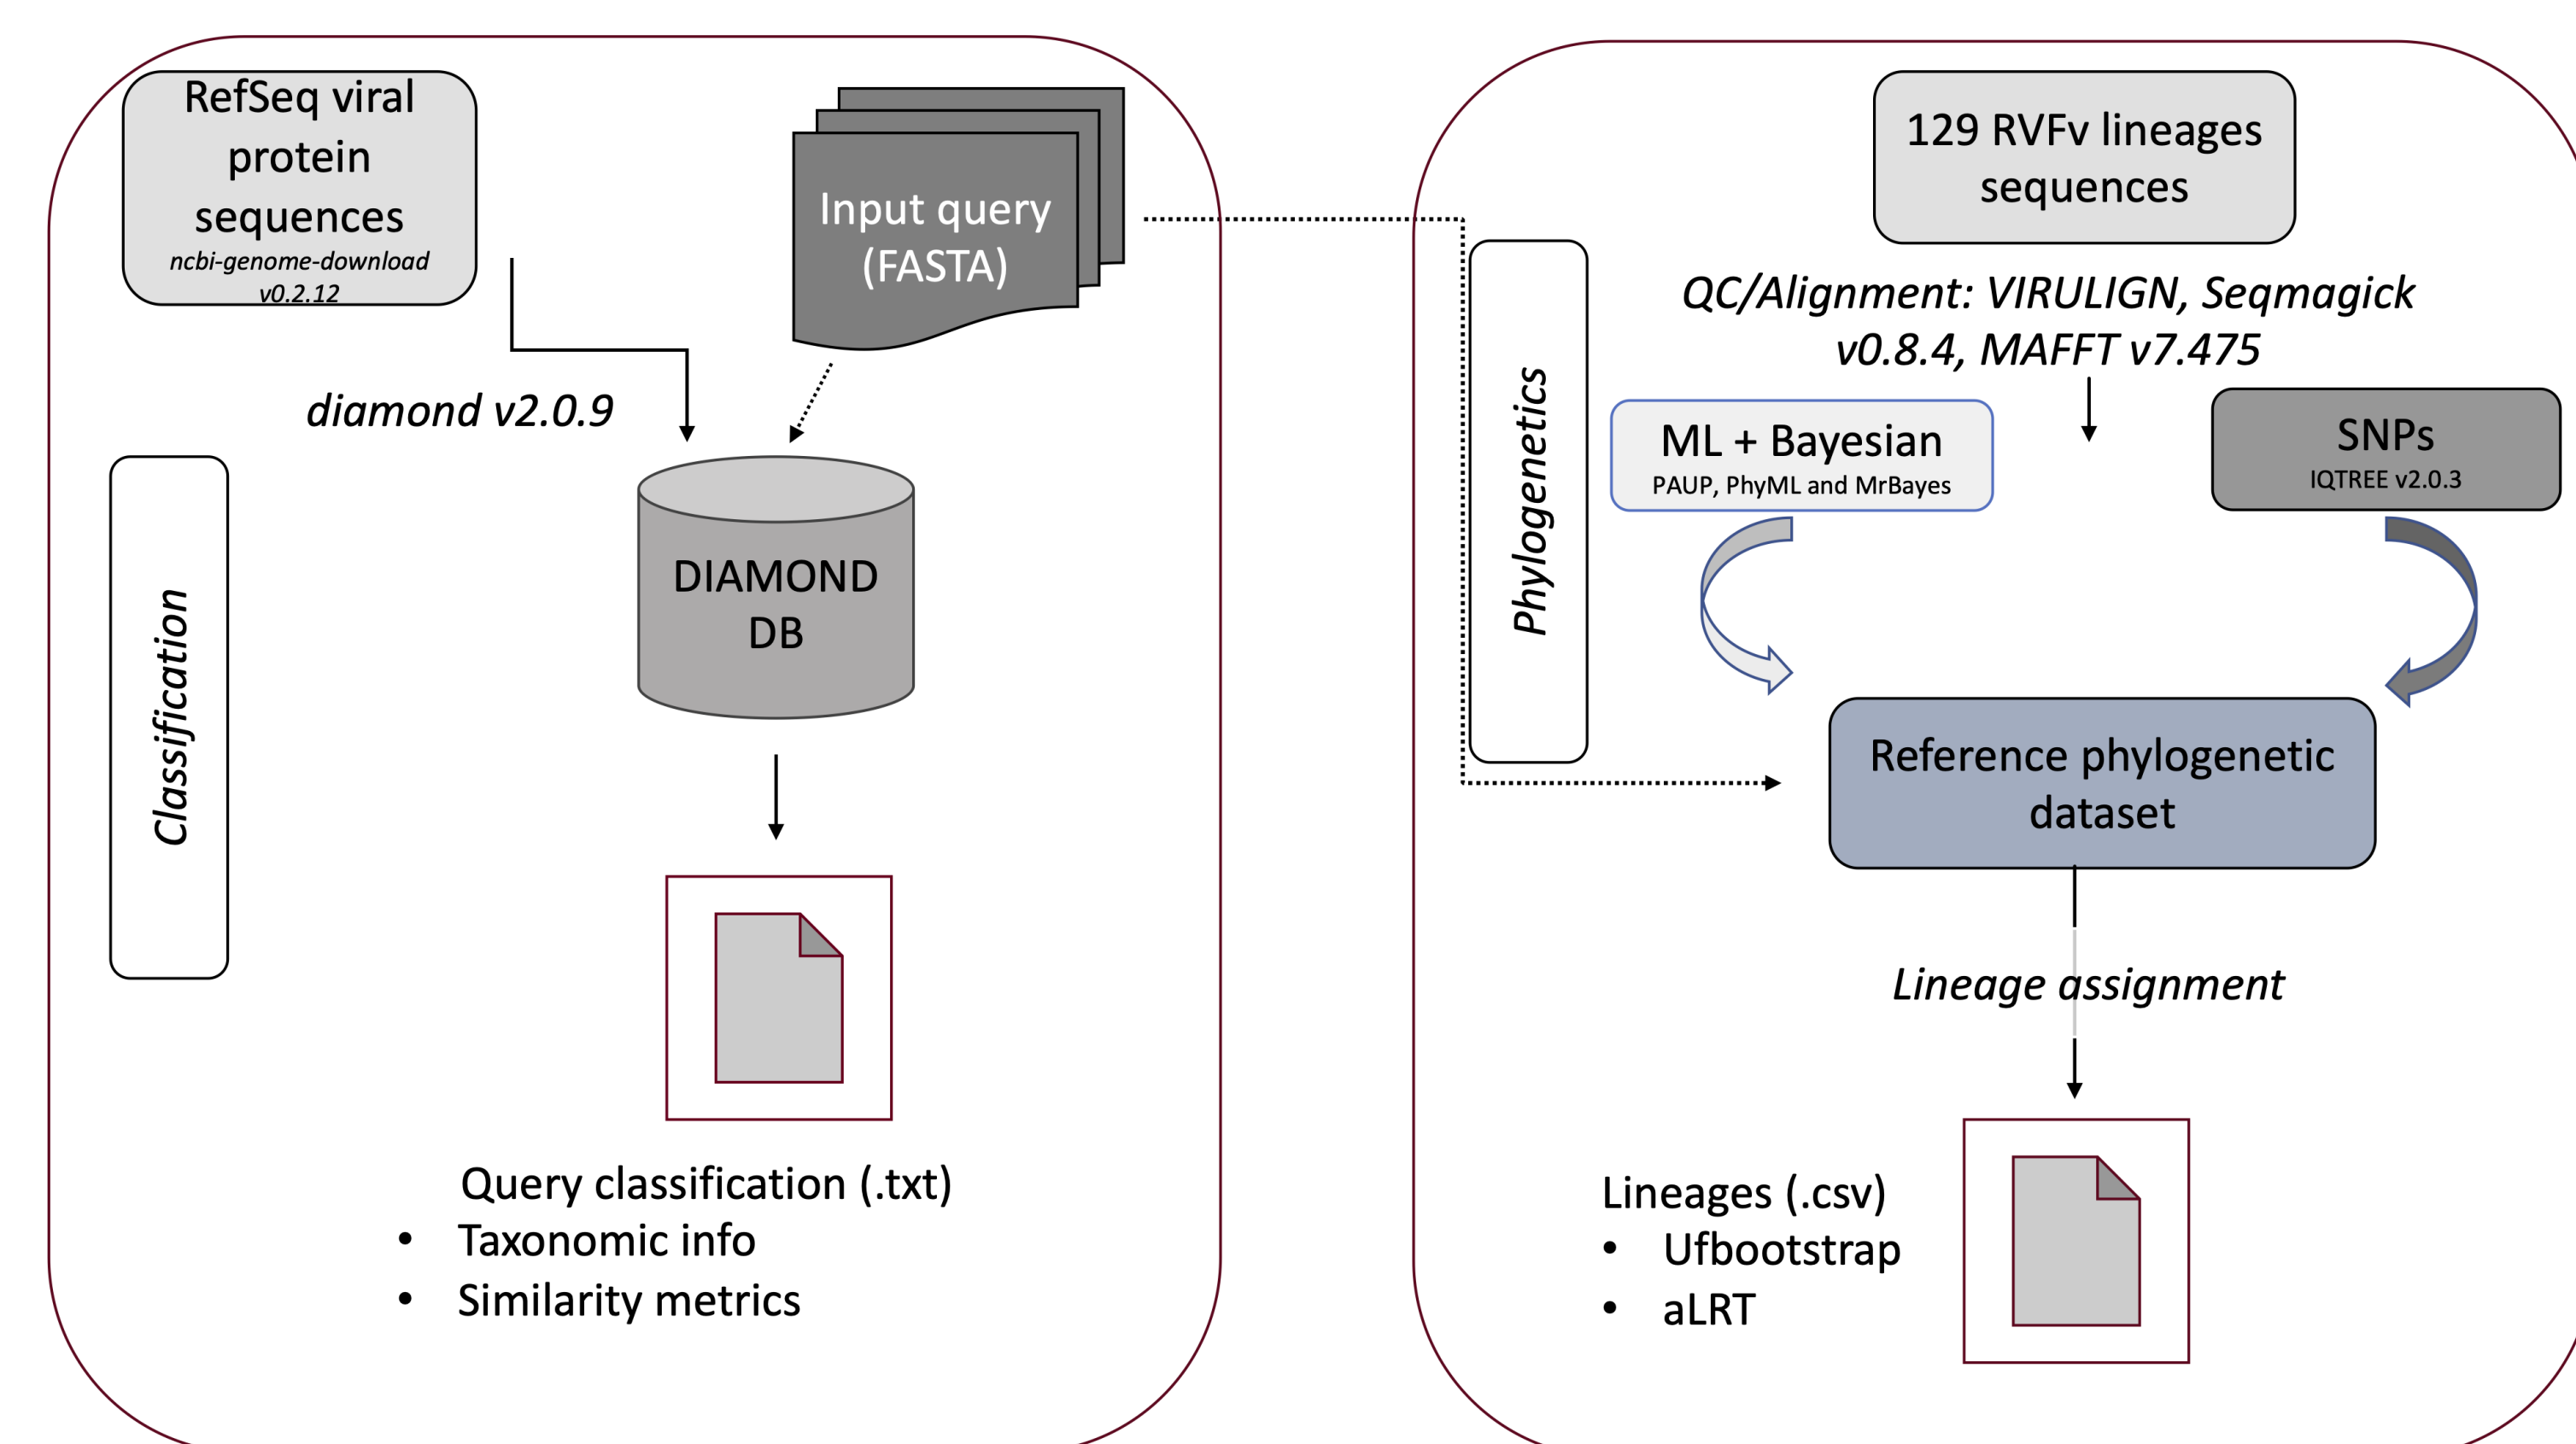 RefSeq viral
protein
sequences
ncbi-genome-download
v0.2.12
Input query
(FASTA)
diamond v2.0.9
Classification
DIAMOND
DB
Query classification (.txt)
• Taxonomic info
• Similarity metrics
129 RVFv lineages
sequences
QC/Alignment: VIRULIGN, Seqmagick
v0.8.4, MAFFT v7.475
Phylogenetics
ML + Bayesian
PAUP, PhyML and MrBayes
SNPs
IQTREE v2.0.3
Reference phylogenetic
dataset
Lineage assignment
Lineages (.csv)
• Ufbootstrap
• aLRT